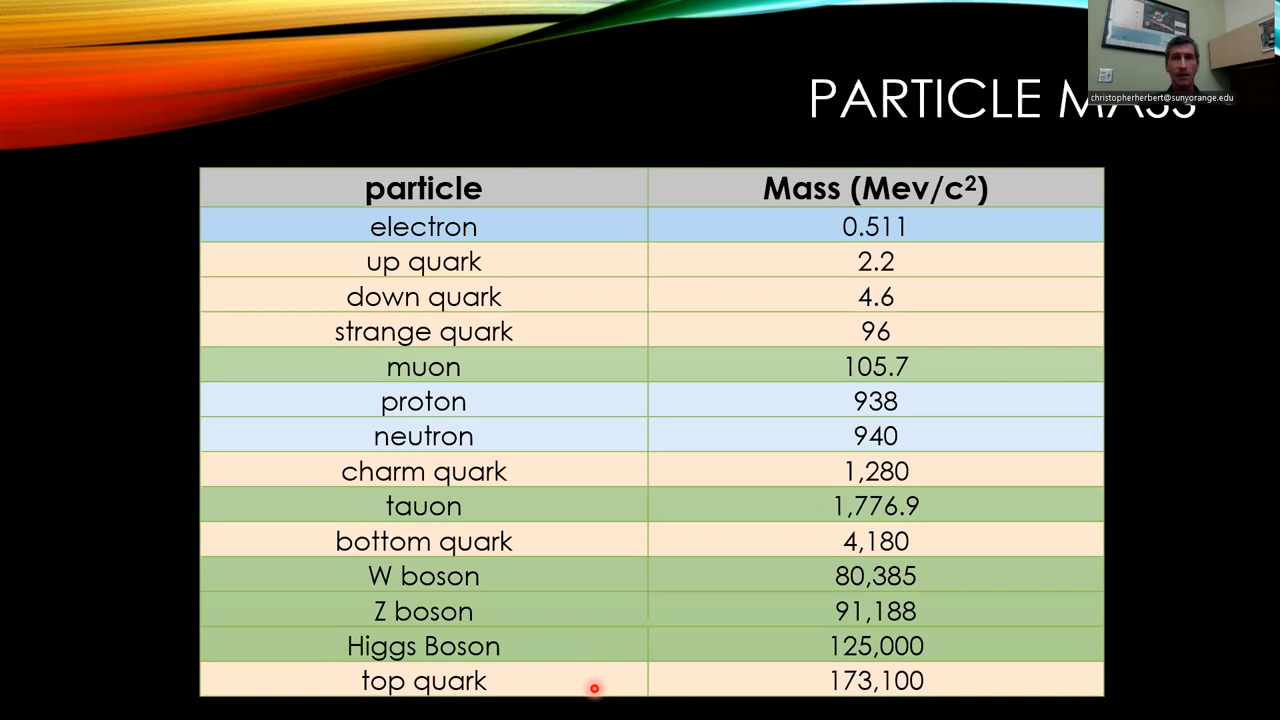 christopherherbert@sunyorange.edu
PARTICLE MASS
particle Mass (Mev/c²)
electron 0.511
up quark 2.2
down quark 4.6
strange quark 96
muon 105.7
proton 938
neutron 940
charm quark 1,280
tauon 1,776.9
bottom quark 4,180
W boson 80,385
Z boson 91,188
Higgs Boson 125,000
top quark 173,100